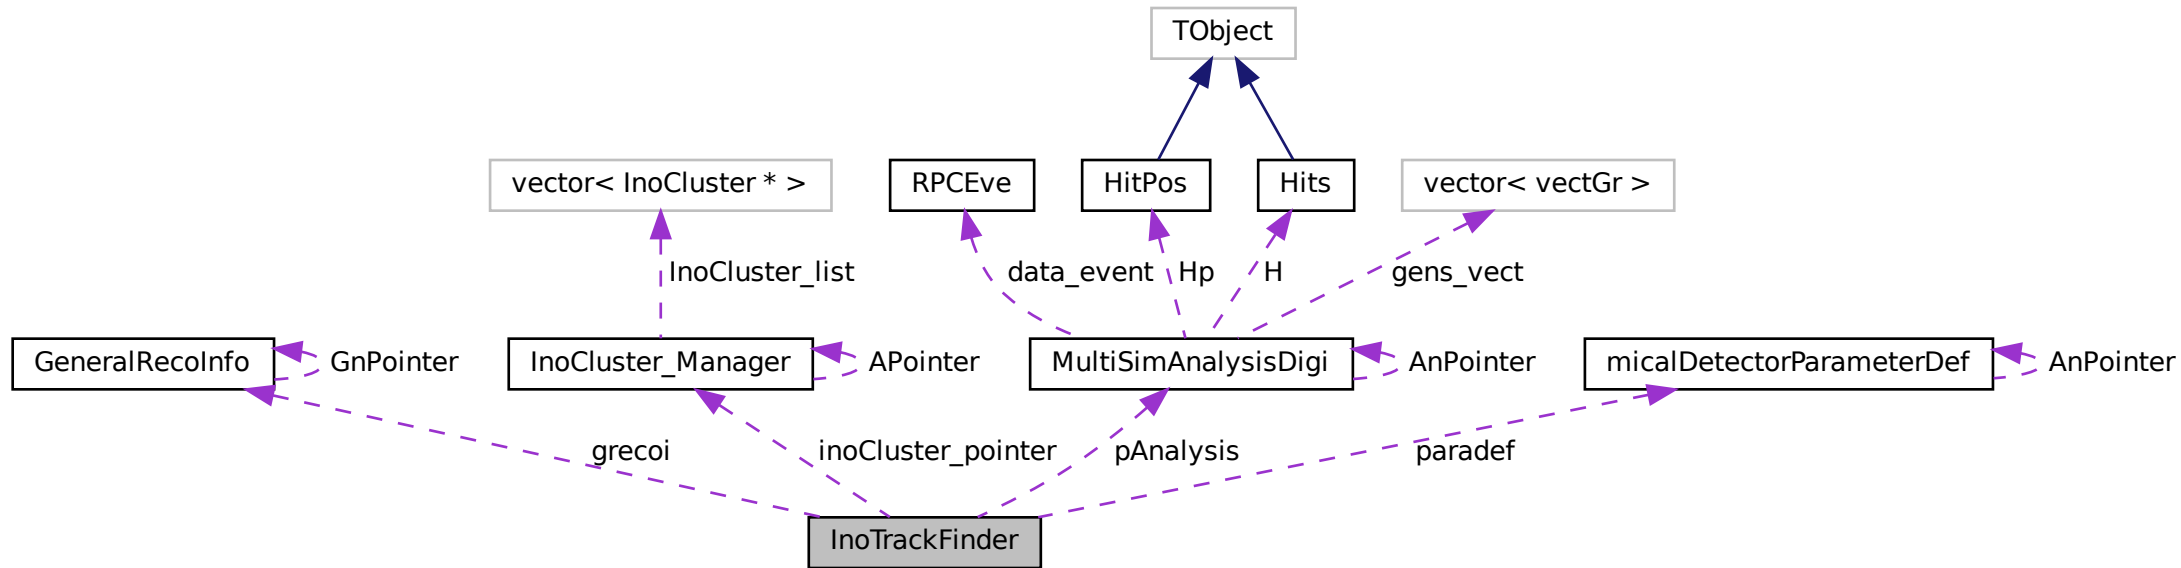 TObject
vector< InoCluster * >
RPCEve
HitPos
Hits
vector< vectGr >
InoCluster_list
data_event
Hp
H
gens_vect
GeneralRecoInfo
GnPointer
InoCluster_Manager
APointer
MultiSimAnalysisDigi
AnPointer
micalDetectorParameterDef
AnPointer
grecoi
inoCluster_pointer
pAnalysis
paradef
InoTrackFinder